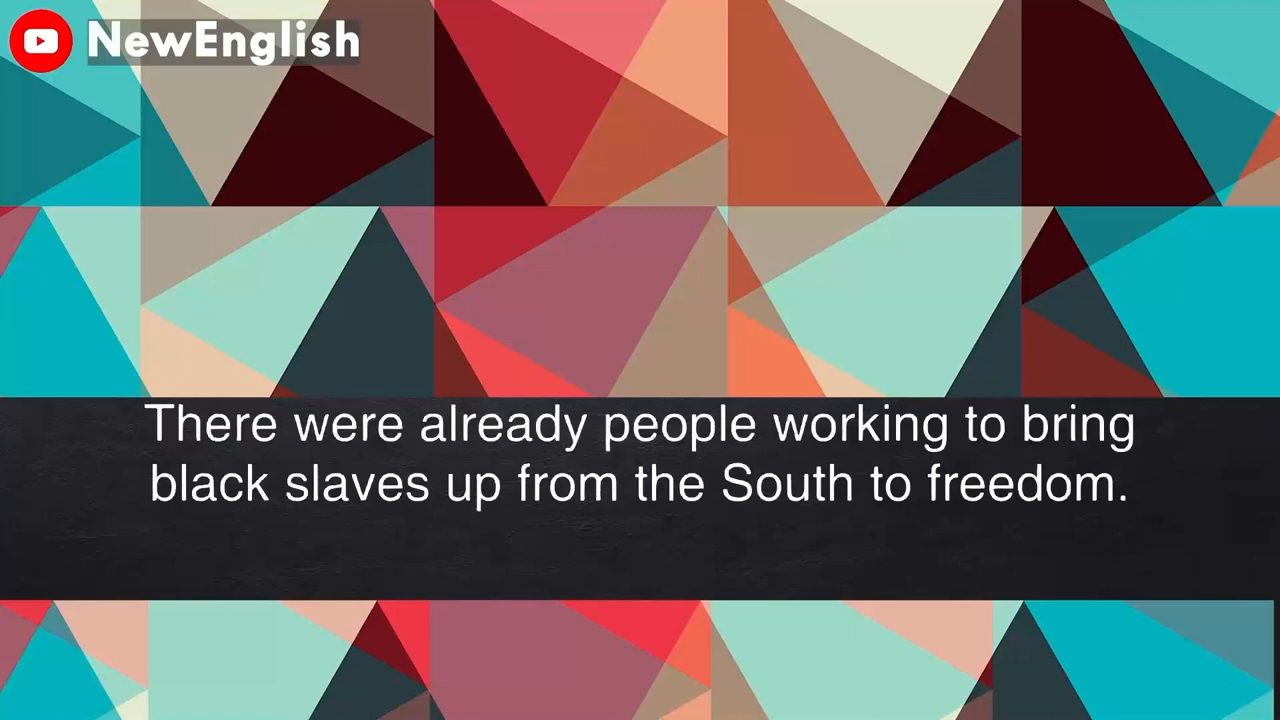 NewEnglish
There were already people working to bring
black slaves up from the South to freedom.